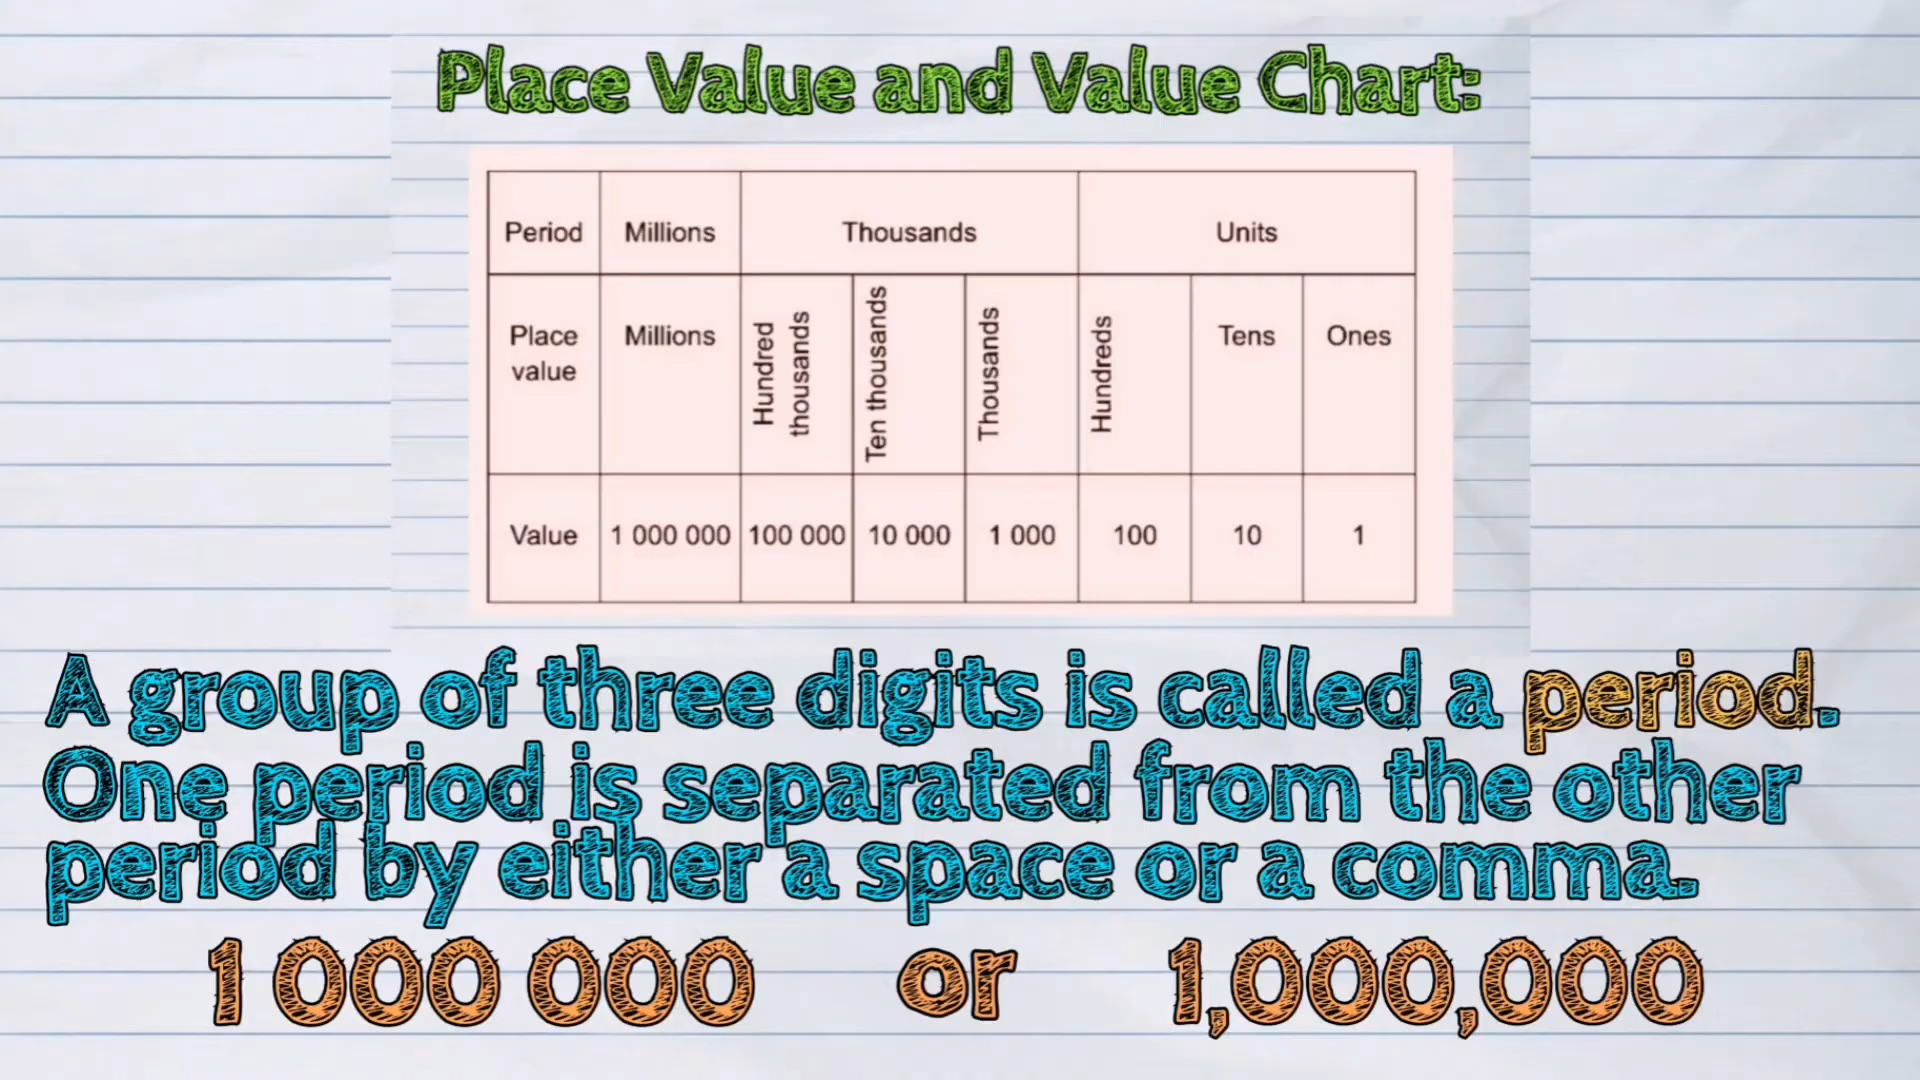 Place Value and Value Chart:
Period Millions Thousands Units
Place value Millions Hundred thousands Ten thousands Thousands Hundreds Tens Ones
Value 1 000 000 100 000 10 000 1 000 100 10 1
A group of three digits is called a period.
One period is separated from the other
period by either a space or a comma.
1 000 000 or 1,000,000